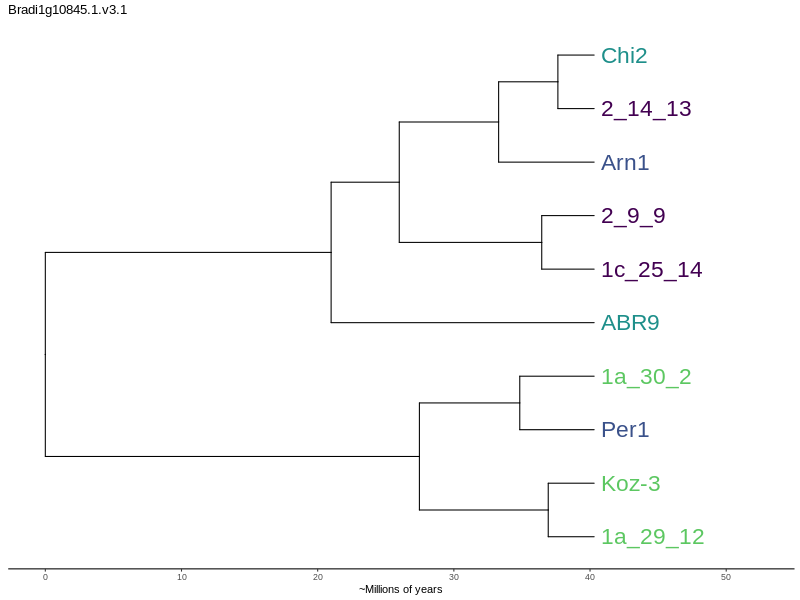 Bradi1g10845.1.v3.1
Chi2
2_14_13
Arn1
2_9_9
1c_25_14
ABR9
1a_30_2
Per1
Koz-3
1a_29_12
0 10 20 30 40 50
~Millions of years